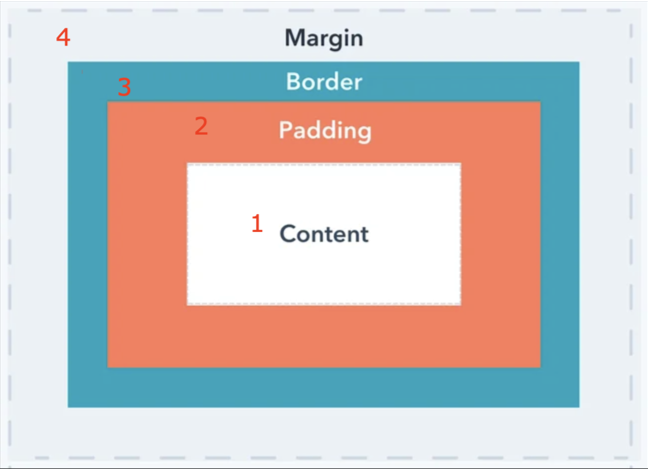 4 Margin
Border
3
2 Padding
1 Content